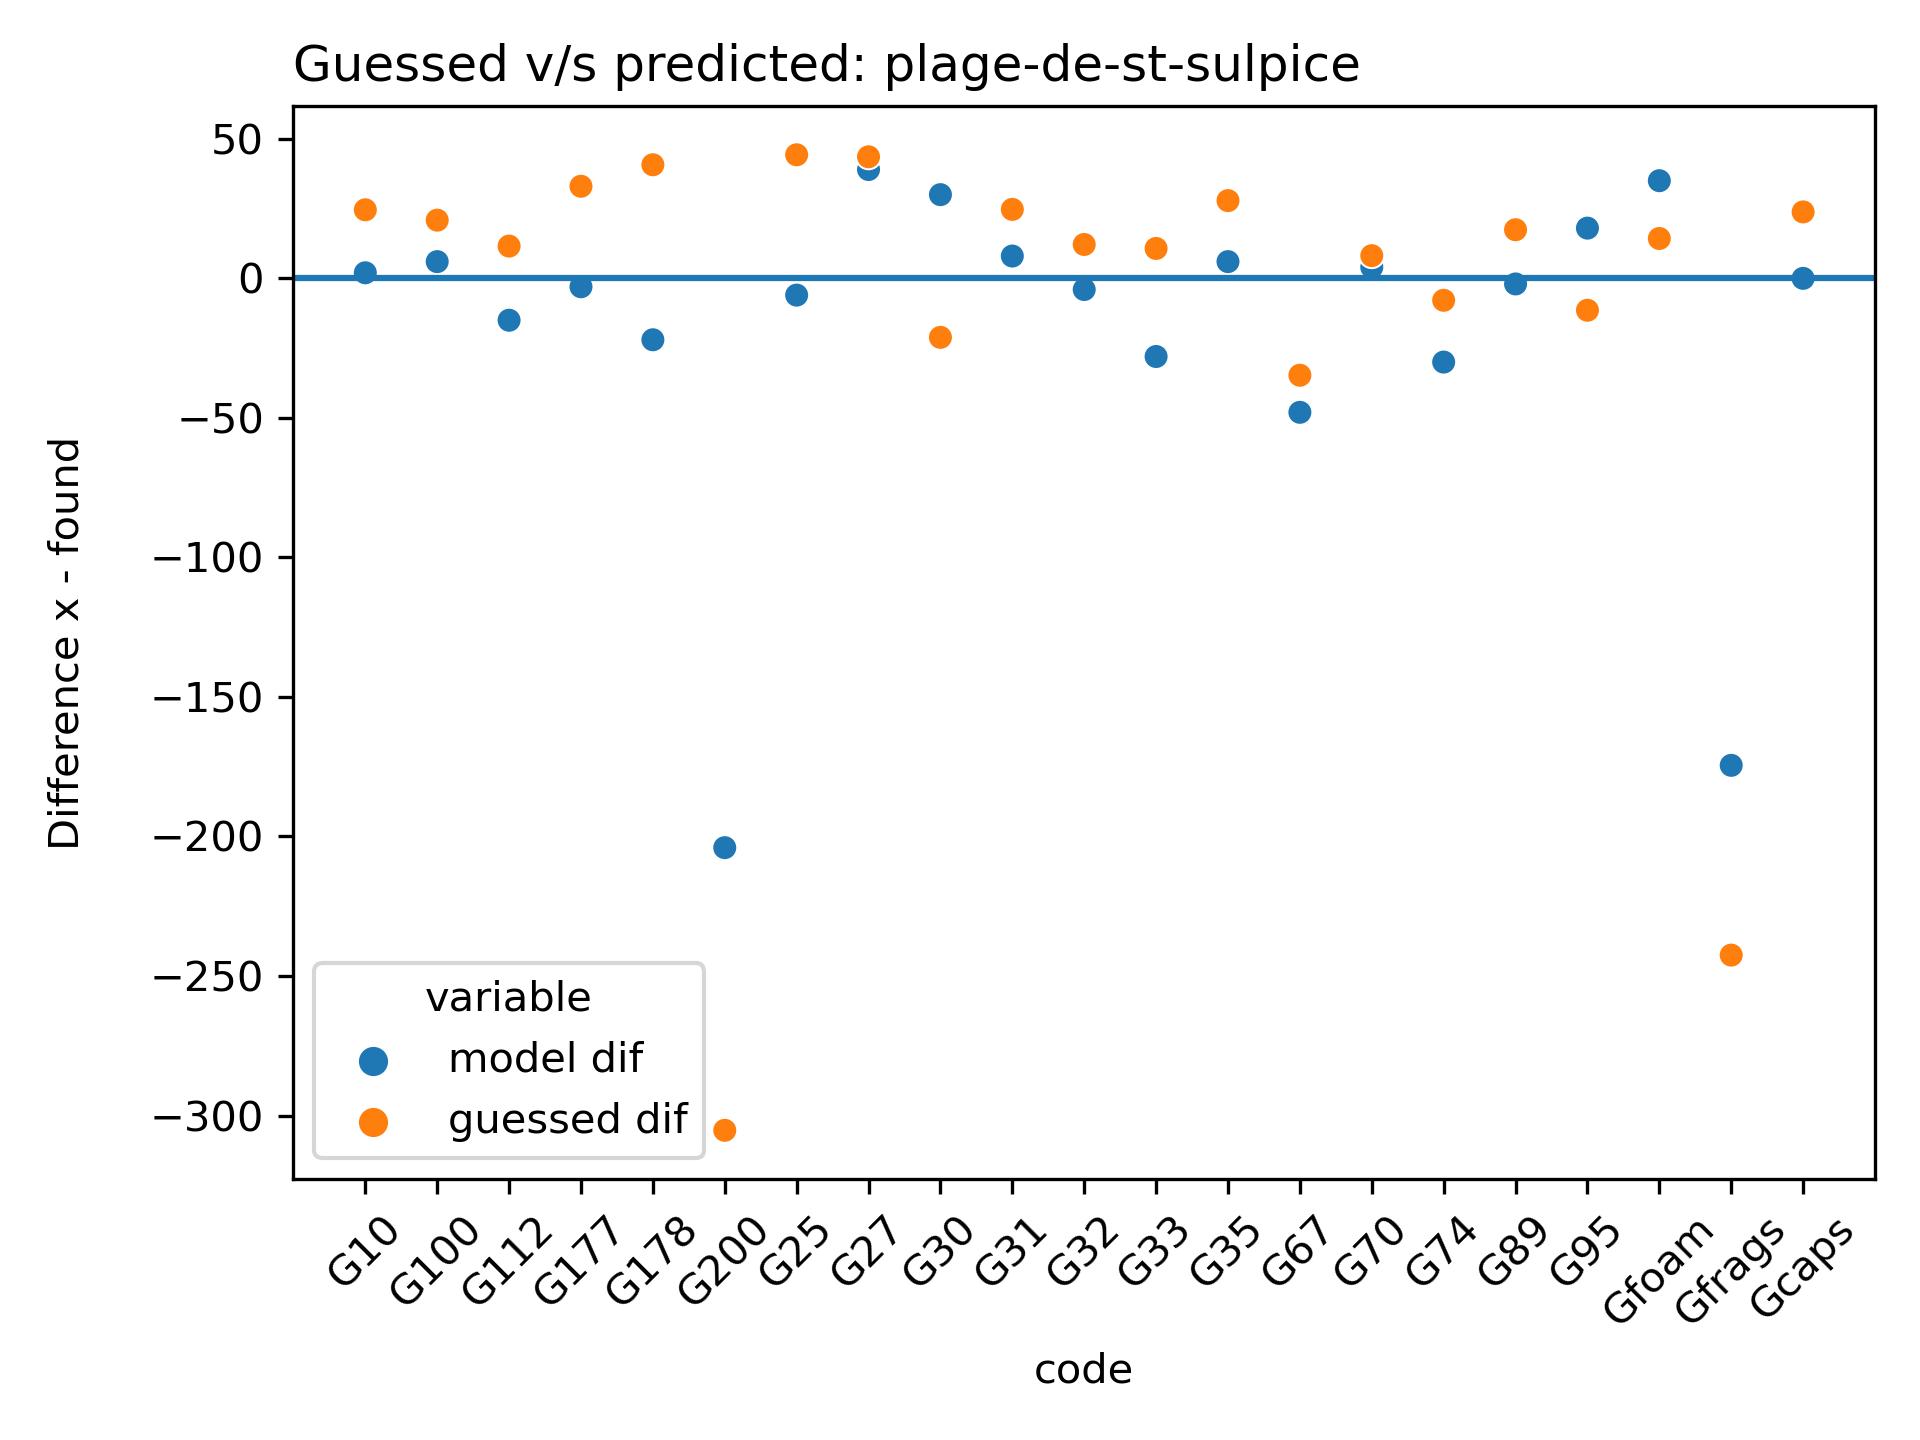 Guessed v/s predicted: plage-de-st-sulpice
50
0
−50
−100
−150
−200
−250
−300
Difference x - found
variable
model dif
guessed dif
G10
G100
G112
G177
G178
G200
G25
G27
G30
G31
G32
G33
G35
G67
G70
G74
G89
G95
Gfoam
Gfrags
Gcaps
code